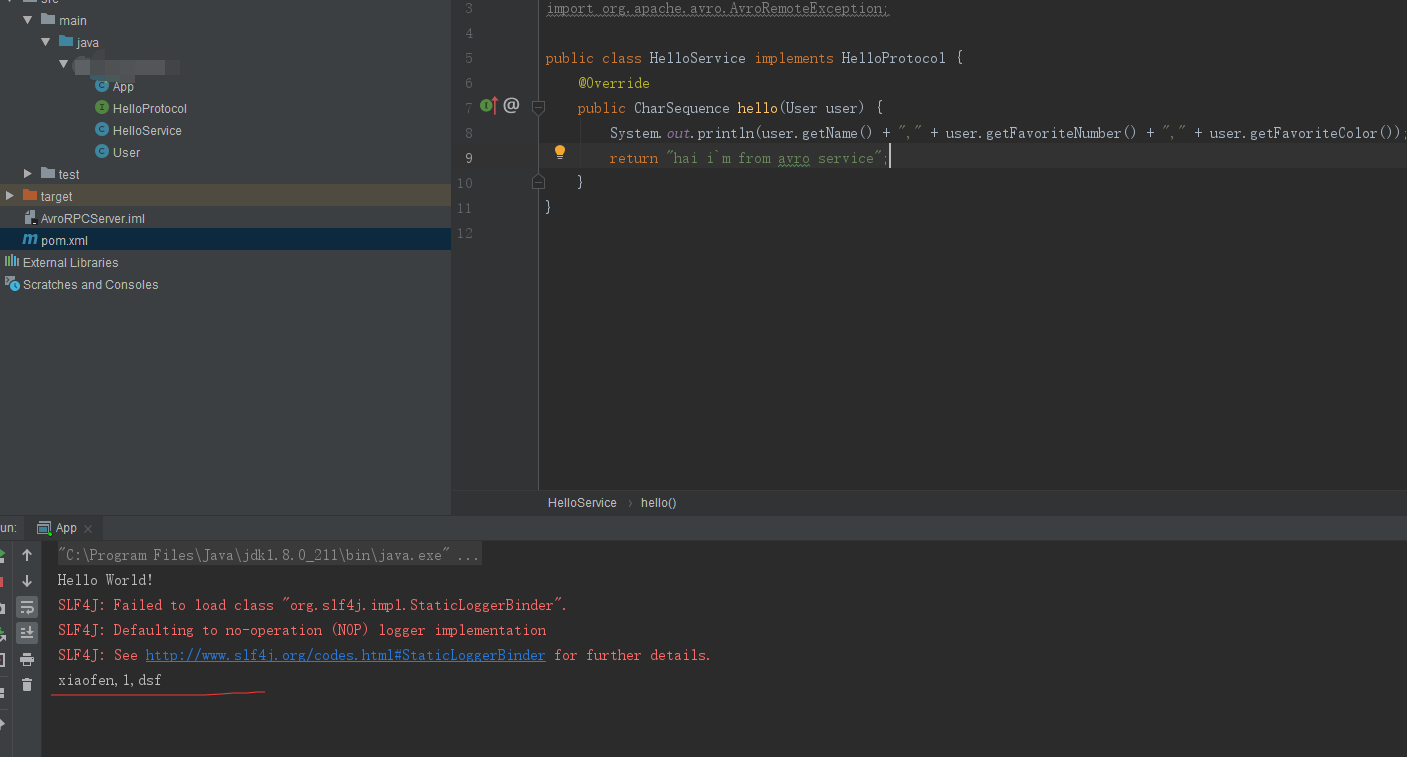 src
main
java
App
HelloProtocol
HelloService
User
test
target
AvroRPCServer.iml
pom.xml
External Libraries
Scratches and Consoles
3 import org.apache.avro.AvroRemoteException;
4
5 public class HelloService implements HelloProtocol {
6 @Override
7 public CharSequence hello(User user) {
8 System.out.println(user.getName() + "," + user.getFavoriteNumber() + "," + user.getFavoriteColor());
9 return "hai i`m from avro service";
10 }
11 }
12
HelloService › hello()
un: App
"C:\Program Files\Java\jdk1.8.0_211\bin\java.exe" ...
Hello World!
SLF4J: Failed to load class "org.slf4j.impl.StaticLoggerBinder".
SLF4J: Defaulting to no-operation (NOP) logger implementation
SLF4J: See http://www.slf4j.org/codes.html#StaticLoggerBinder for further details.
xiaofen,1,dsf